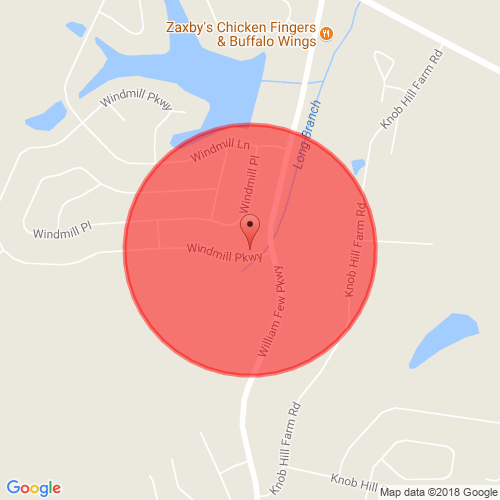 Zaxby's Chicken Fingers
& Buffalo Wings
Knob Hill Farm Rd
Windmill Pkwy
Long Branch
Windmill Ln
Windmill Pl
Windmill Pl
Knob Hill Farm Rd
Windmill Pkwy
William Few Pkwy
Knob Hill Farm Rd
Knob Hill
Google
Map data ©2018 Google